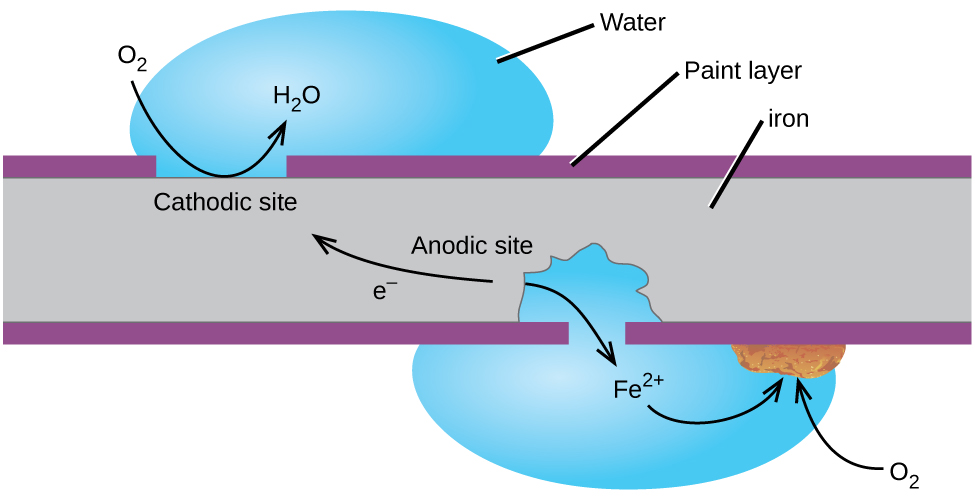 Water
O₂
Paint layer
H₂O
iron
Cathodic site
Anodic site
e⁻
Fe²⁺
O₂